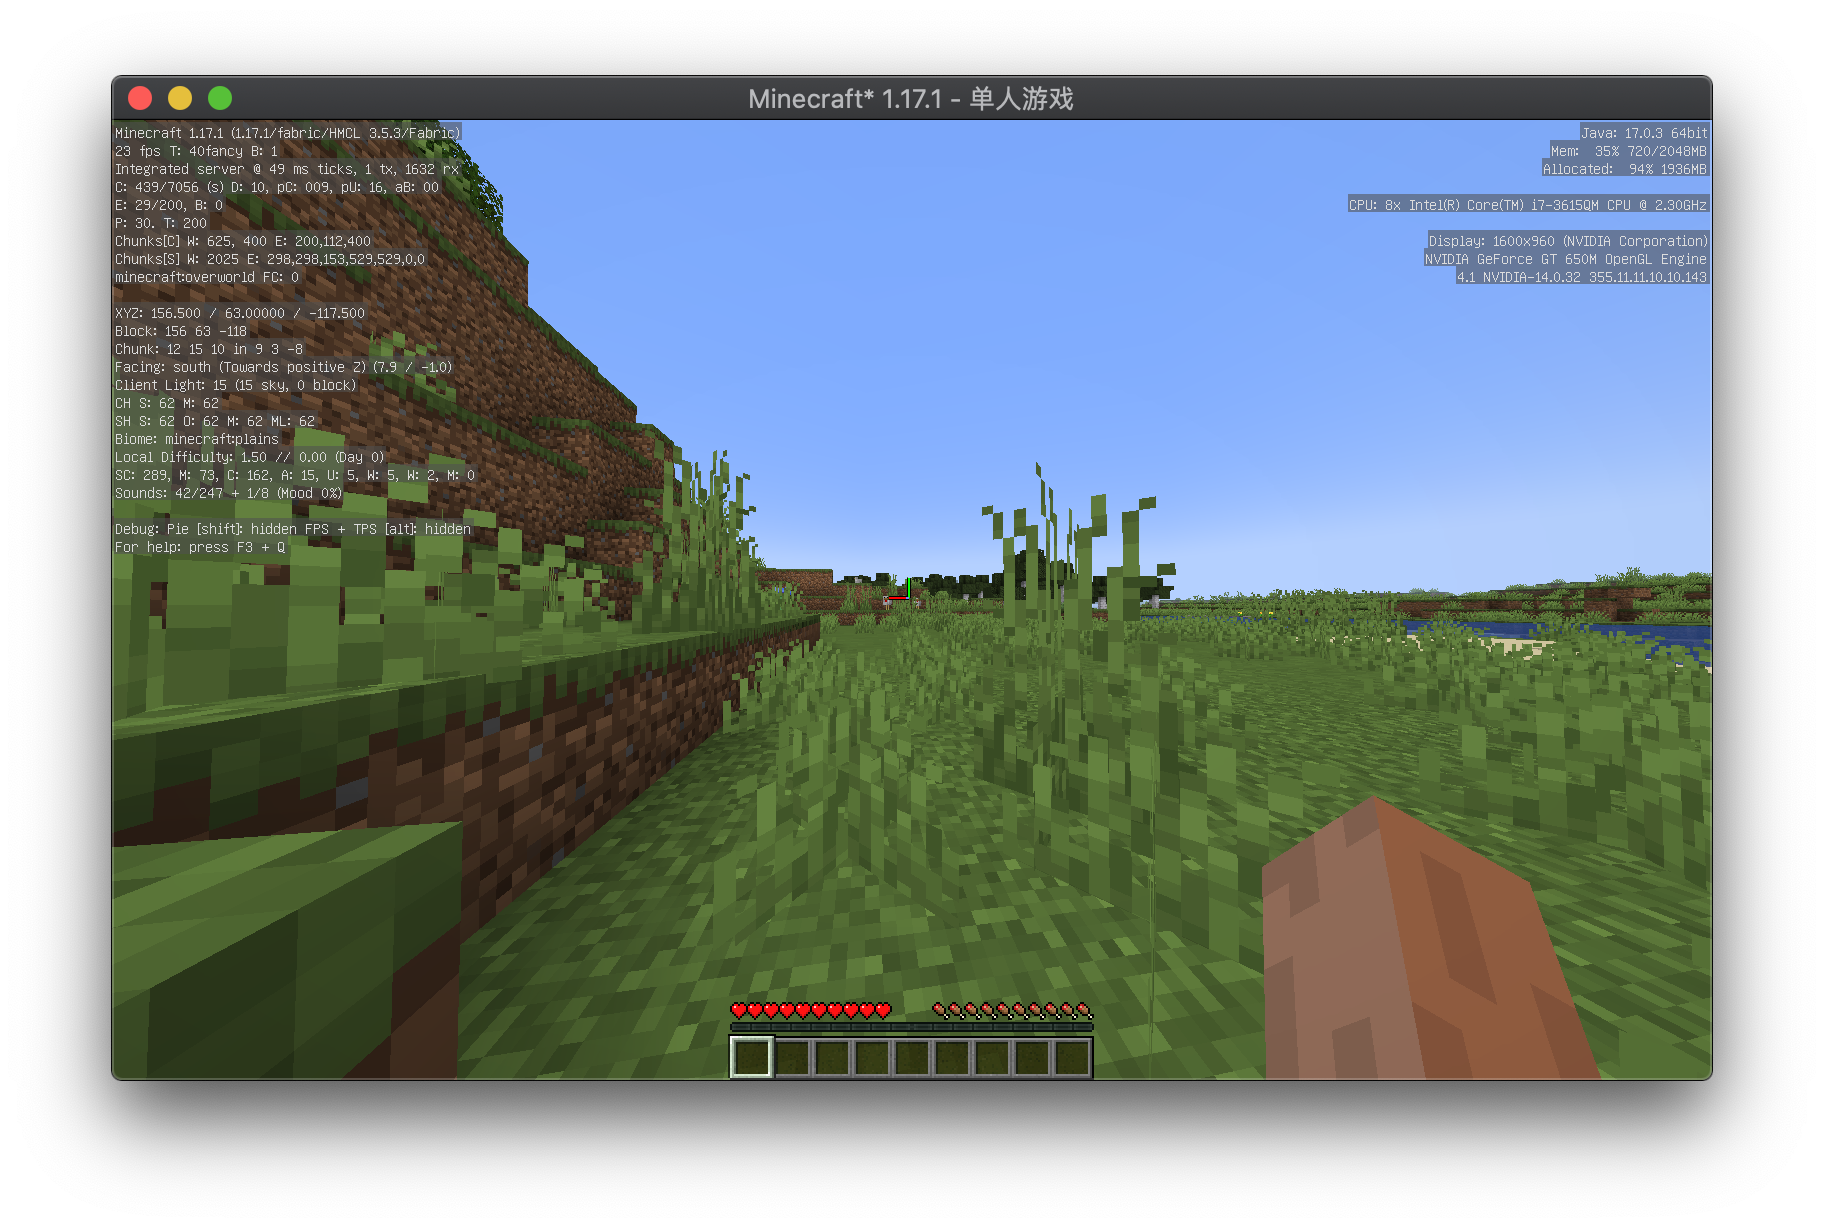 Minecraft* 1.17.1 - 单人游戏
Minecraft 1.17.1 (1.17.1/fabric/HMCL 3.5.3/Fabric)
23 fps T: 40fancy B: 1
Integrated server @ 49 ms ticks, 1 tx, 1632 rx
C: 439/7056 (s) D: 10, pC: 009, pU: 16, aB: 00
E: 29/200, B: 0
P: 30. T: 200
Chunks[C] W: 625, 400 E: 200,112,400
Chunks[S] W: 2025 E: 298,298,153,529,529,0,0
minecraft:overworld FC: 0
XYZ: 156.500 / 63.00000 / -117.500
Block: 156 63 -118
Chunk: 12 15 10 in 9 3 -8
Facing: south (Towards positive Z) (7.9 / -1.0)
Client Light: 15 (15 sky, 0 block)
CH S: 62 M: 62
SH S: 62 O: 62 M: 62 ML: 62
Biome: minecraft:plains
Local Difficulty: 1.50 // 0.00 (Day 0)
SC: 289, M: 73, C: 162, A: 15, U: 5, W: 5, W: 2, M: 0
Sounds: 42/247 + 1/8 (Mood 0%)
Debug: Pie [shift]: hidden FPS + TPS [alt]: hidden
For help: press F3 + Q
Java: 17.0.3 64bit
Mem: 35% 720/2048MB
Allocated: 94% 1936MB
CPU: 8x Intel(R) Core(TM) i7-3615QM CPU @ 2.30GHz
Display: 1600x960 (NVIDIA Corporation)
NVIDIA GeForce GT 650M OpenGL Engine
4.1 NVIDIA-14.0.32 355.11.11.10.10.143